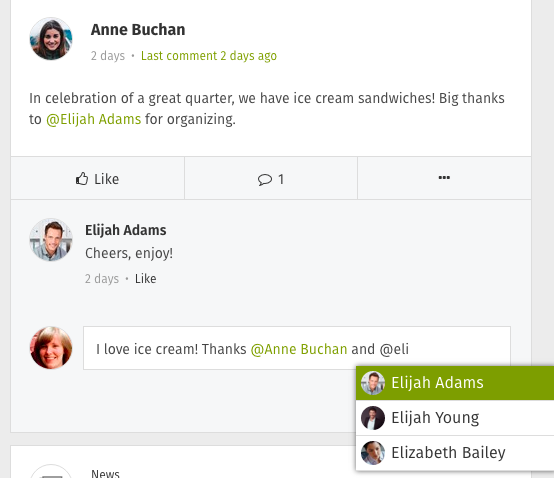 Anne Buchan
2 days • Last comment 2 days ago
In celebration of a great quarter, we have ice cream sandwiches! Big thanks
to @Elijah Adams for organizing.
Like
1
Elijah Adams
Cheers, enjoy!
2 days • Like
I love ice cream! Thanks @Anne Buchan and @eli
Elijah Adams
Elijah Young
Elizabeth Bailey
News